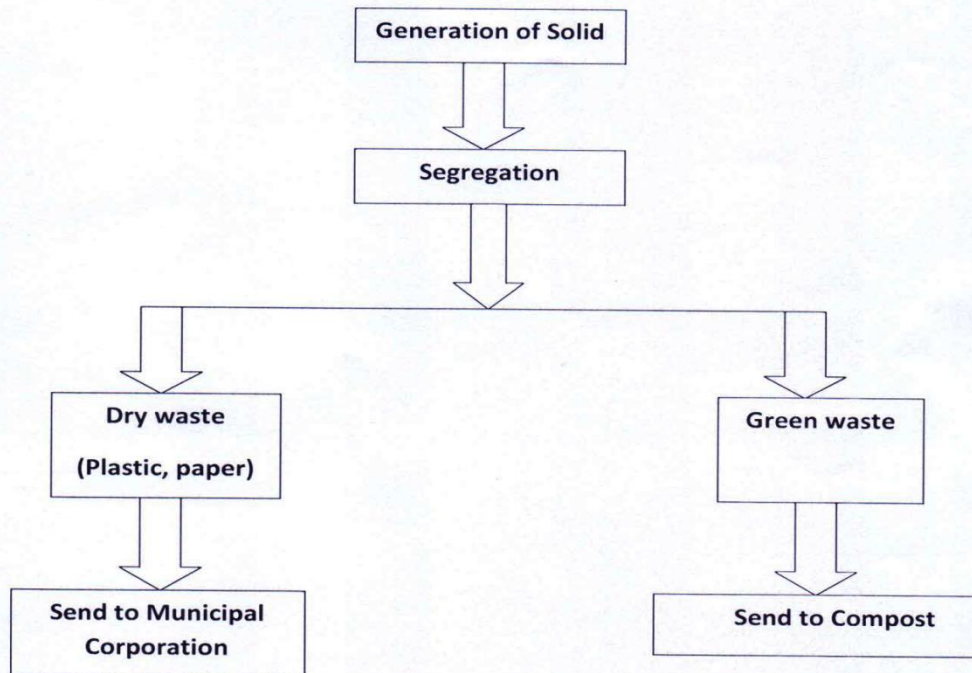 Generation of Solid
Segregation
Dry waste
(Plastic, paper)
Green waste
Send to Municipal
Corporation
Send to Compost